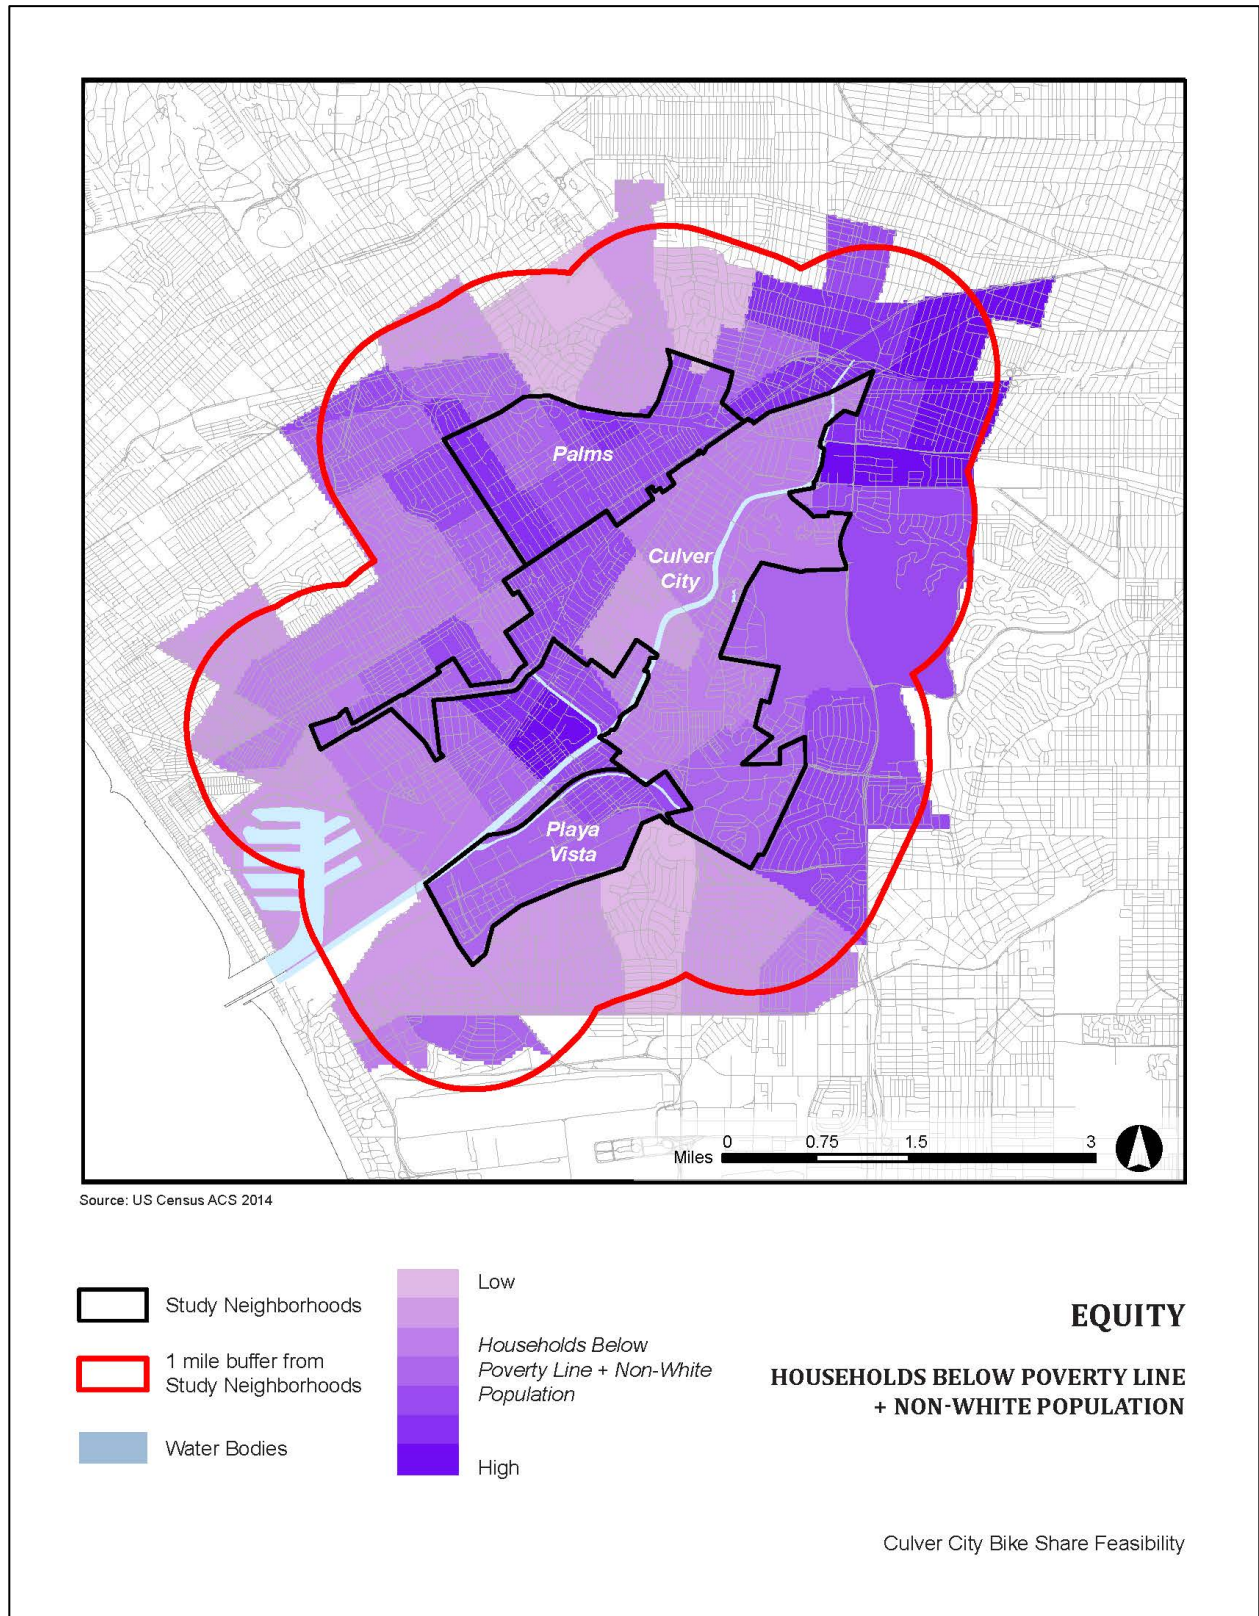 Palms
Culver
City
Playa
Vista
Miles 0 0.75 1.5 3
Source: US Census ACS 2014
Study Neighborhoods
1 mile buffer from
Study Neighborhoods
Water Bodies
Low
Households Below
Poverty Line + Non-White
Population
High
EQUITY
HOUSEHOLDS BELOW POVERTY LINE
+ NON-WHITE POPULATION
Culver City Bike Share Feasibility